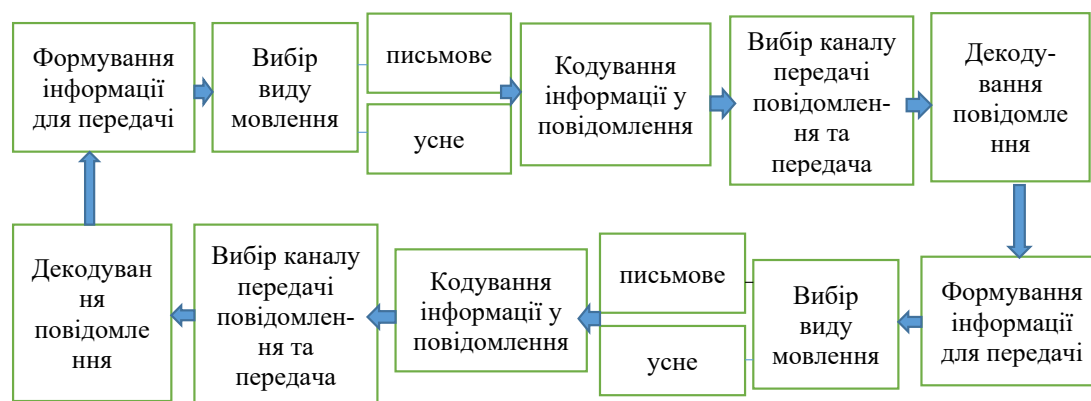 Формування
інформації
для передачі
Вибір
виду
мовлення
письмове
усне
Кодування
інформації у
повідомлення
Вибір каналу
передачі
повідомлен-
ня та
передача
Декоду-
вання
повідомле
ння
Декодуван
ня
повідомле
ння
Вибір каналу
передачі
повідомлен-
ня та
передача
Кодування
інформації у
повідомлення
письмове
усне
Вибір
виду
мовлення
Формування
інформації
для передачі